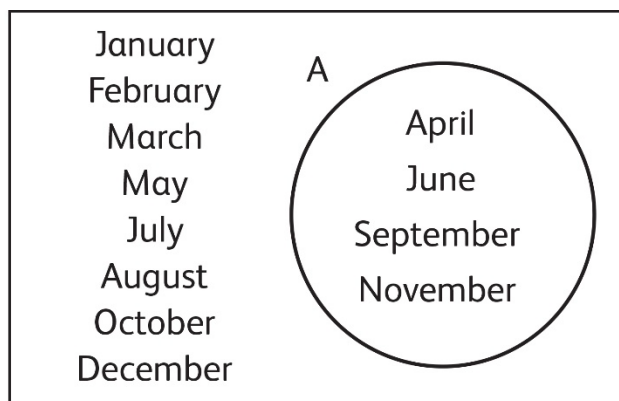 January
February
March
May
July
August
October
December
A
April
June
September
November